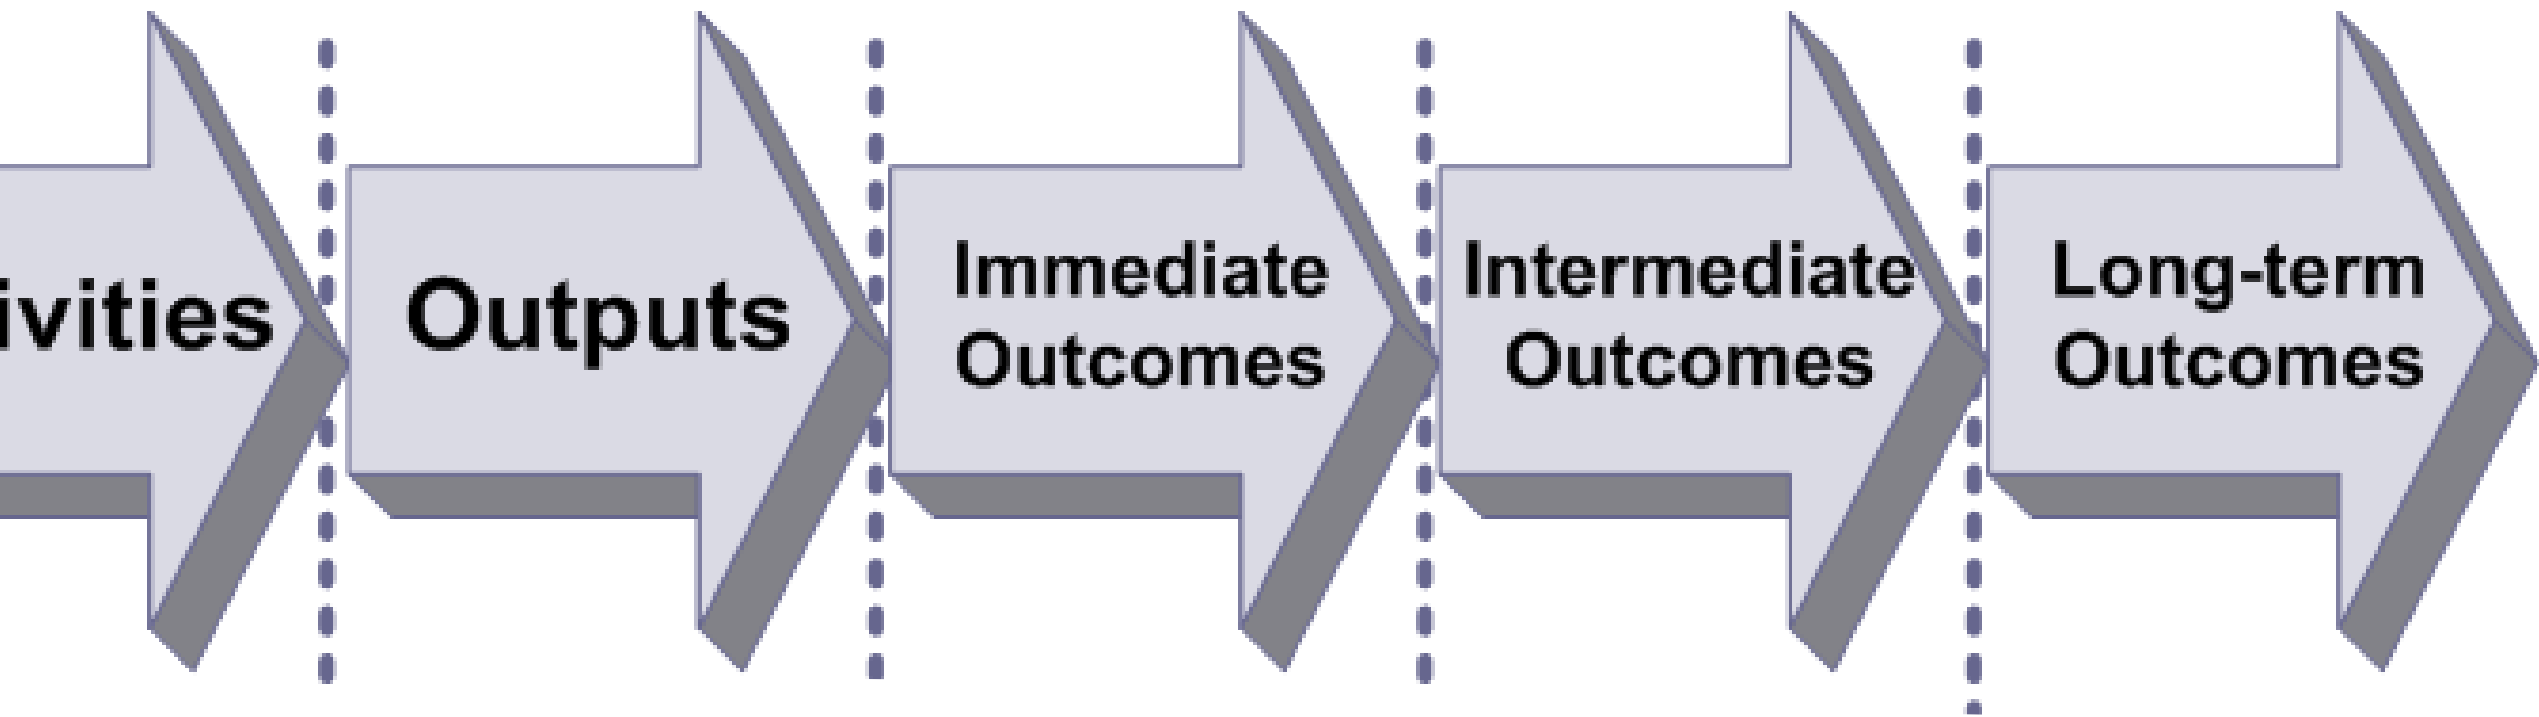 ivities
Outputs
Immediate
Outcomes
Intermediate
Outcomes
Long-term
Outcomes